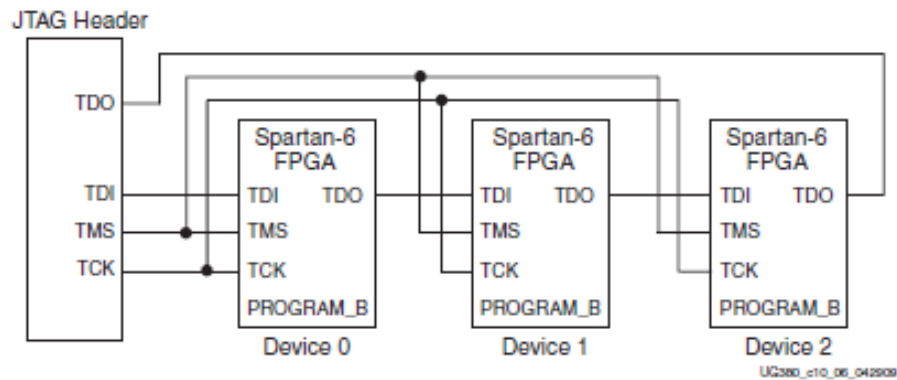 JTAG Header
TDO
TDI
TMS
TCK
Spartan-6
FPGA
TDI TDO
TMS
TCK
PROGRAM_B
Device 0
Spartan-6
FPGA
TDI TDO
TMS
TCK
PROGRAM_B
Device 1
Spartan-6
FPGA
TDI TDO
TMS
TCK
PROGRAM_B
Device 2
UG380_c10_06_042909